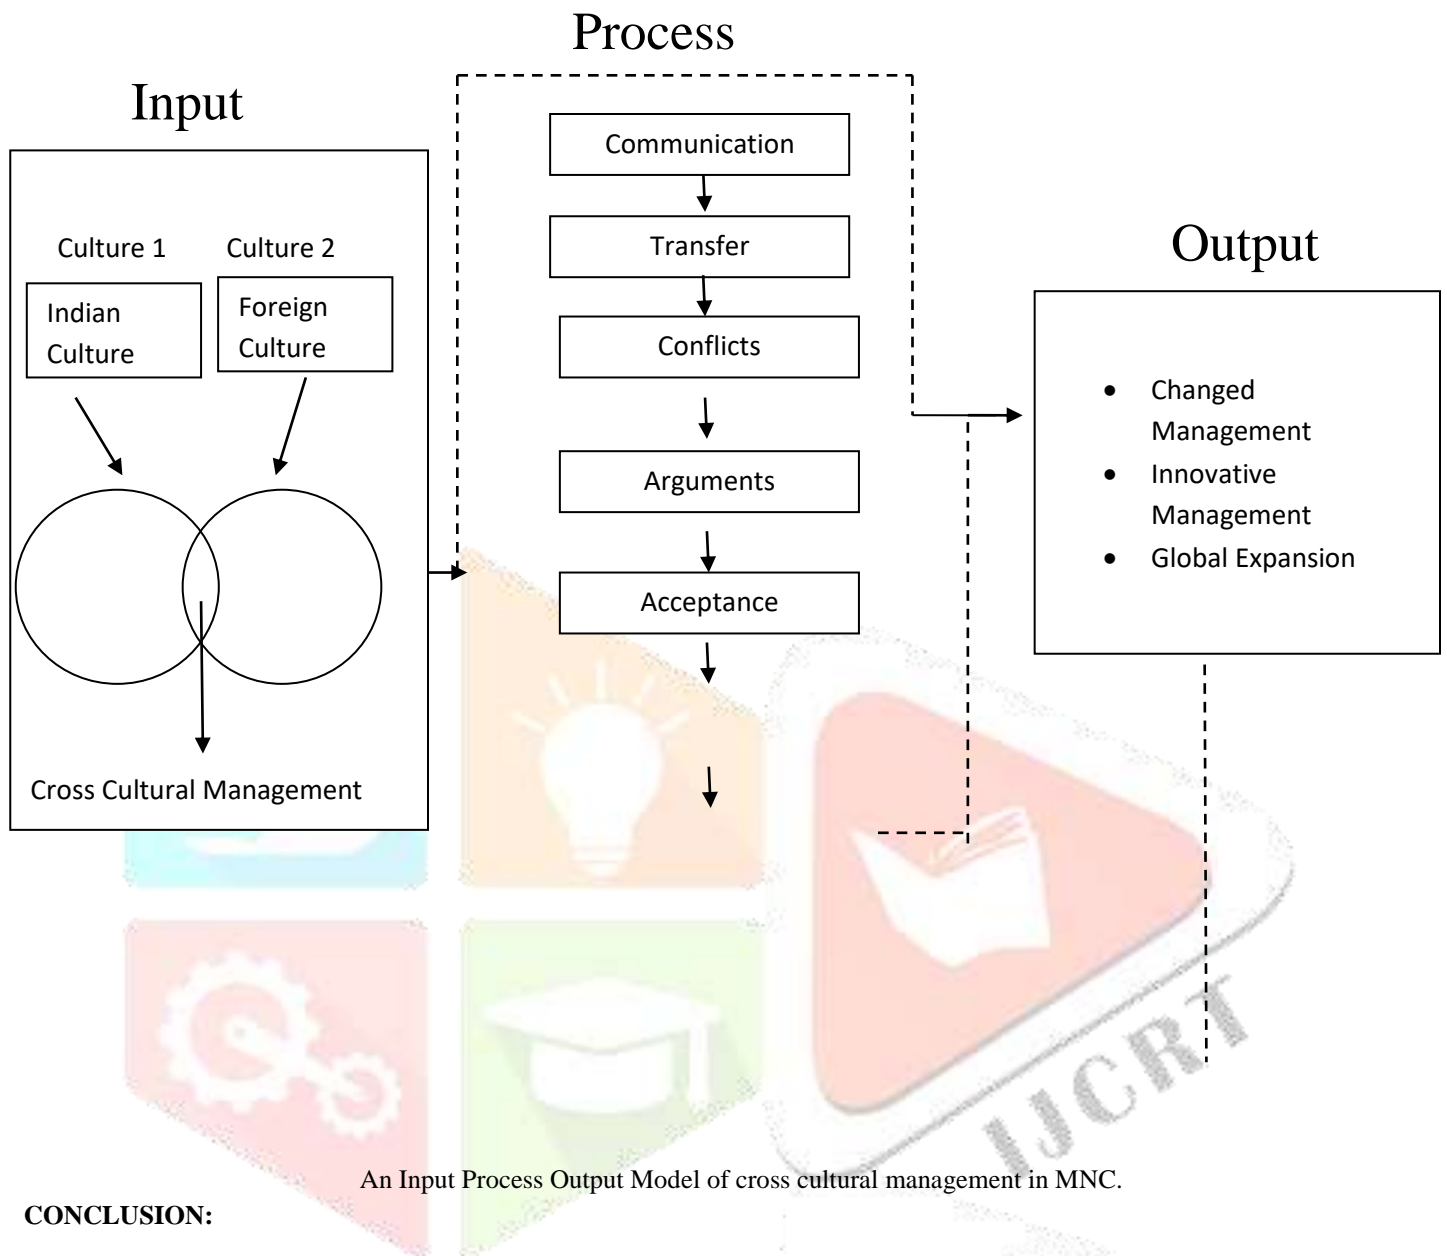 Process
Input
Output
Culture 1
Culture 2
Indian
Culture
Foreign
Culture
Cross Cultural Management
Communication
Transfer
Conflicts
Arguments
Acceptance
• Changed
Management
• Innovative
Management
• Global Expansion
IJCRT
An Input Process Output Model of cross cultural management in MNC.
CONCLUSION: